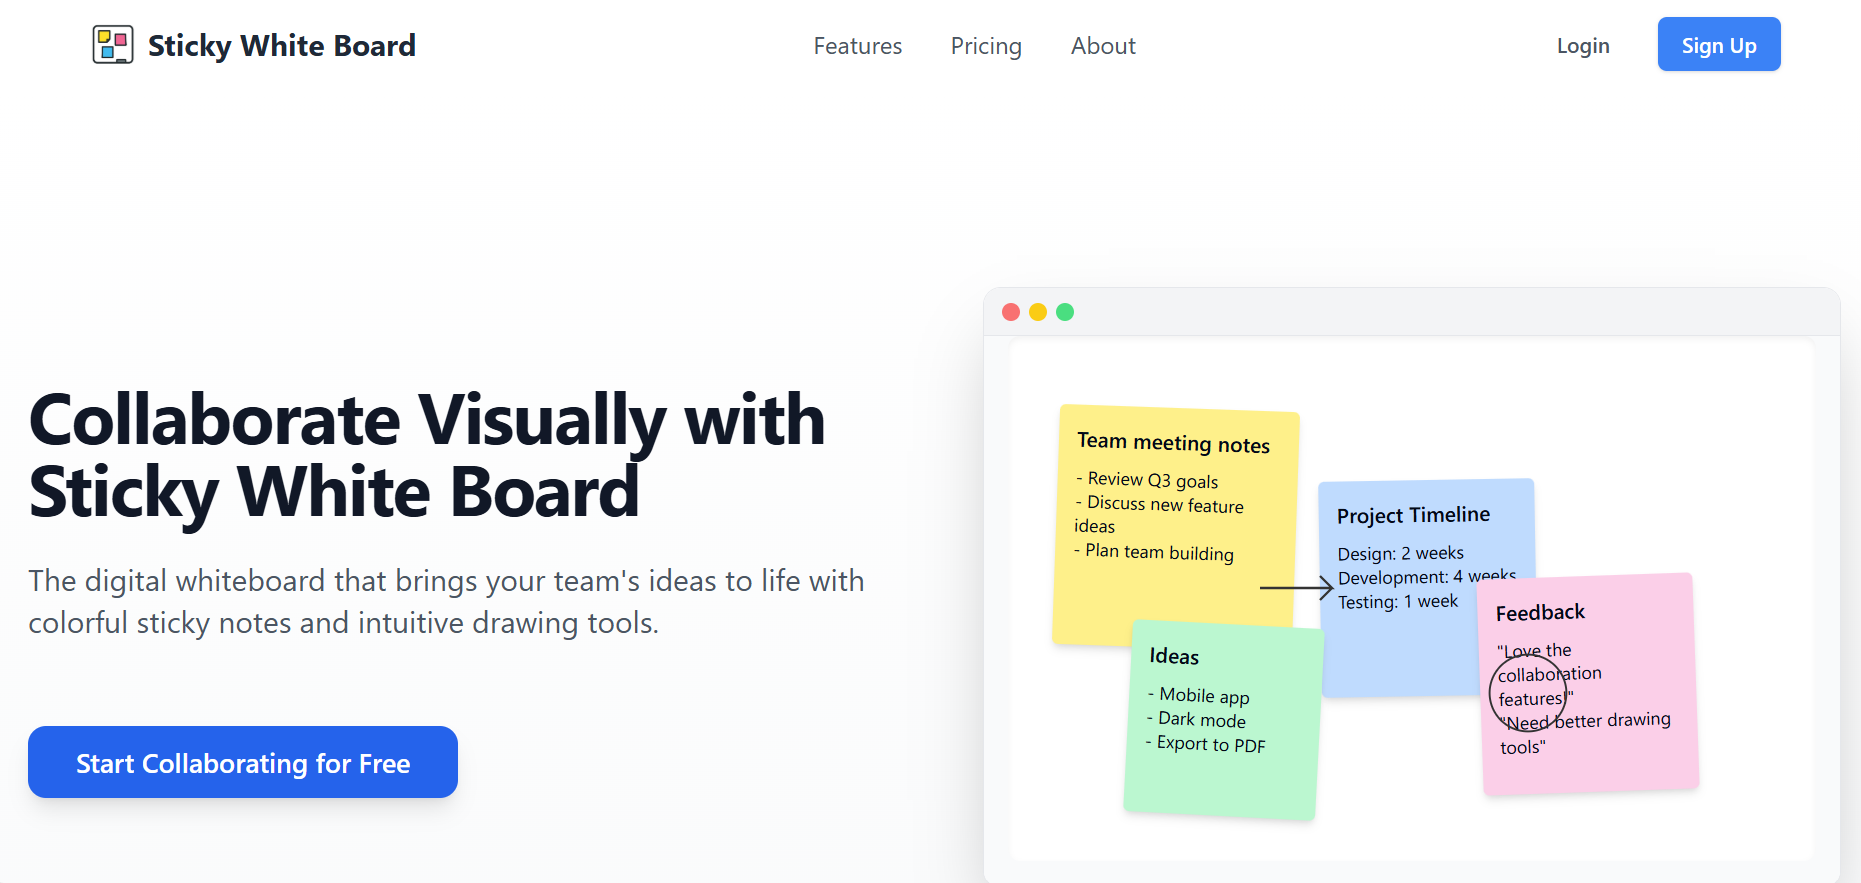 Sticky White Board
Features
Pricing
About
Login
Sign Up
Collaborate Visually with
Sticky White Board
The digital whiteboard that brings your team's ideas to life with
colorful sticky notes and intuitive drawing tools.
Start Collaborating for Free
Team meeting notes
- Review Q3 goals
- Discuss new feature
ideas
- Plan team building
Project Timeline
Design: 2 weeks
Development: 4 weeks
Testing: 1 week
Ideas
- Mobile app
- Dark mode
- Export to PDF
Feedback
"Love the
collaboration
features!"
"Need better drawing
tools"